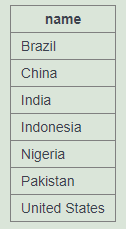 name
Brazil
China
India
Indonesia
Nigeria
Pakistan
United States